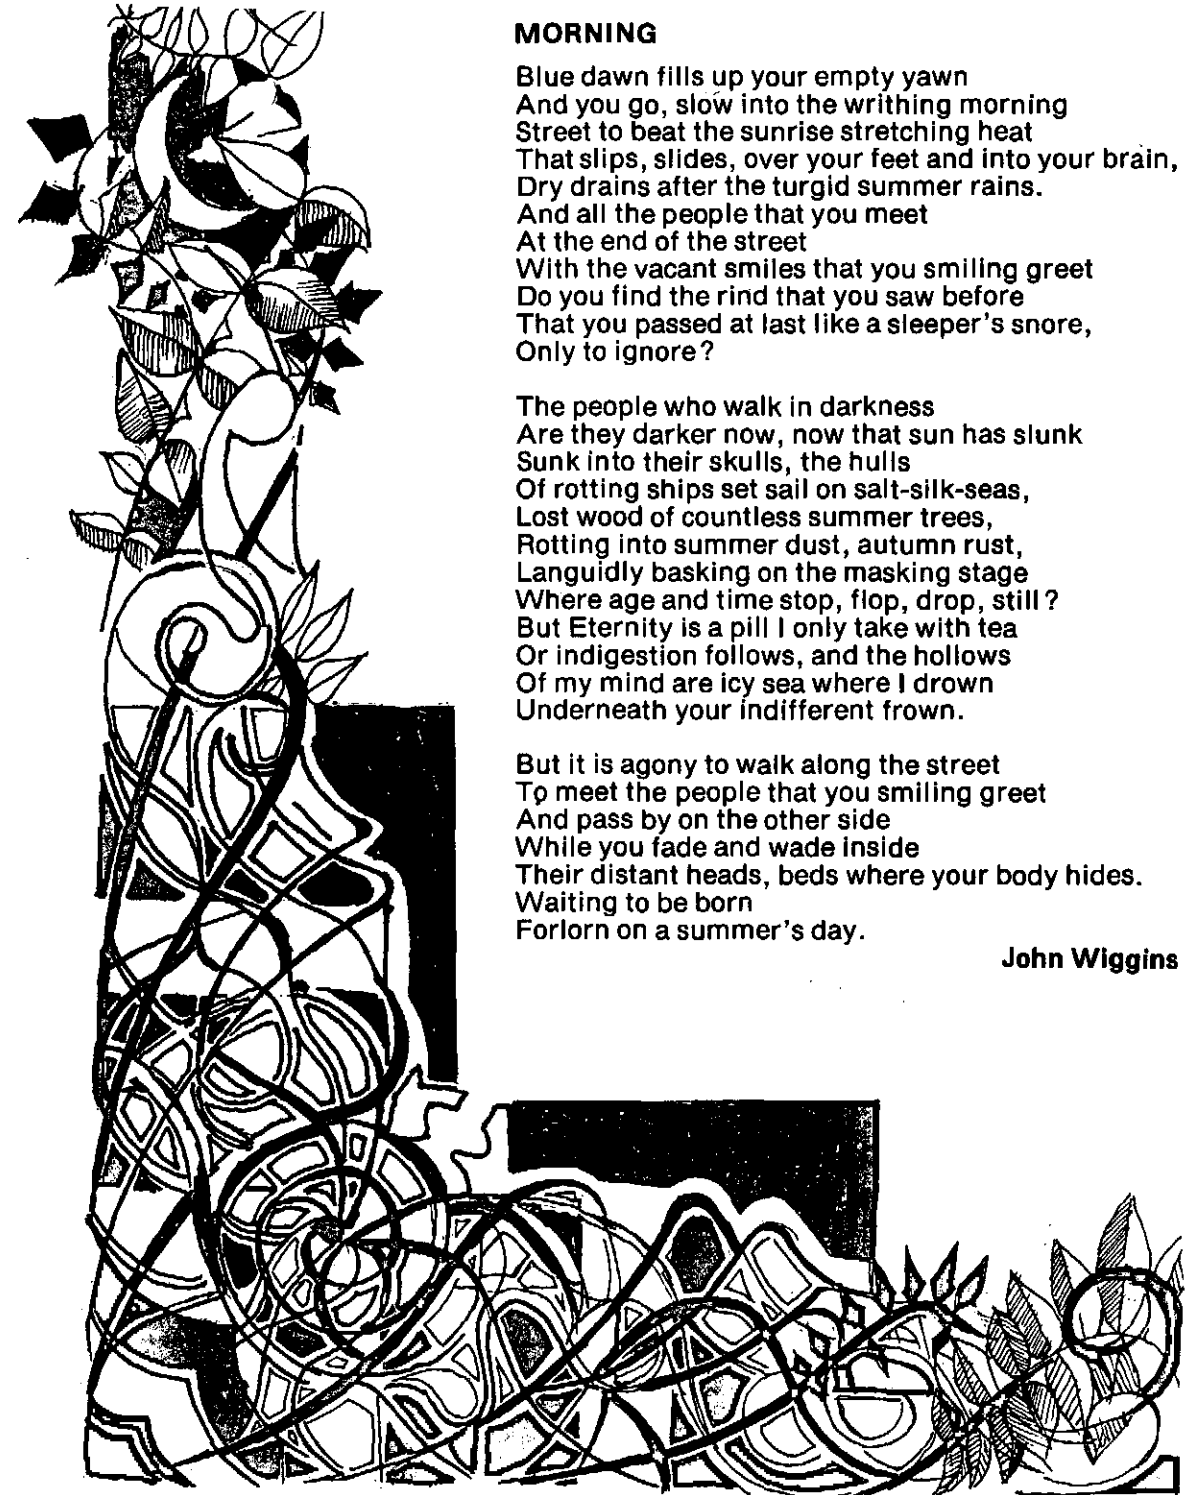 MORNING
Blue dawn fills up your empty yawn
And you go, slow into the writhing morning
Street to beat the sunrise stretching heat
That slips, slides, over your feet and into your brain,
Dry drains after the turgid summer rains.
And all the people that you meet
At the end of the street
With the vacant smiles that you smiling greet
Do you find the rind that you saw before
That you passed at last like a sleeper's snore,
Only to ignore?
The people who walk in darkness
Are they darker now, now that sun has slunk
Sunk into their skulls, the hulls
Of rotting ships set sail on salt-silk-seas,
Lost wood of countless summer trees,
Rotting into summer dust, autumn rust,
Languidly basking on the masking stage
Where age and time stop, flop, drop, still?
But Eternity is a pill I only take with tea
Or indigestion follows, and the hollows
Of my mind are icy sea where I drown
Underneath your indifferent frown.
But it is agony to walk along the street
To meet the people that you smiling greet
And pass by on the other side
While you fade and wade inside
Their distant heads, beds where your body hides.
Waiting to be born
Forlorn on a summer's day.
John Wiggins